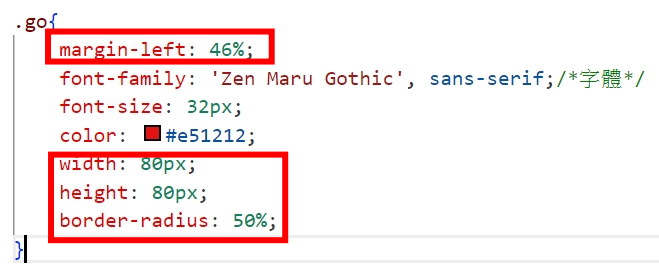 .go{
margin-left: 46%;
font-family: 'Zen Maru Gothic', sans-serif;/*字體*/
font-size: 32px;
color: #e51212;
width: 80px;
height: 80px;
border-radius: 50%;
}